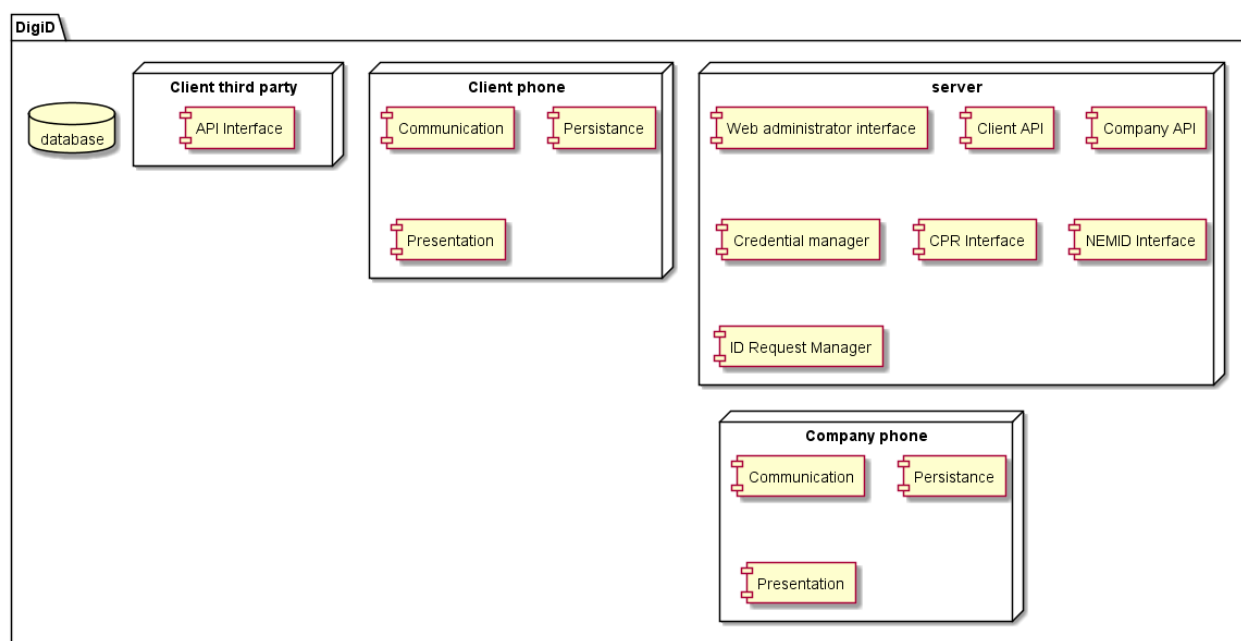 DigiD
database
Client third party
API Interface
Client phone
Communication
Persistance
Presentation
server
Web administrator interface
Client API
Company API
Credential manager
CPR Interface
NEMID Interface
ID Request Manager
Company phone
Communication
Persistance
Presentation